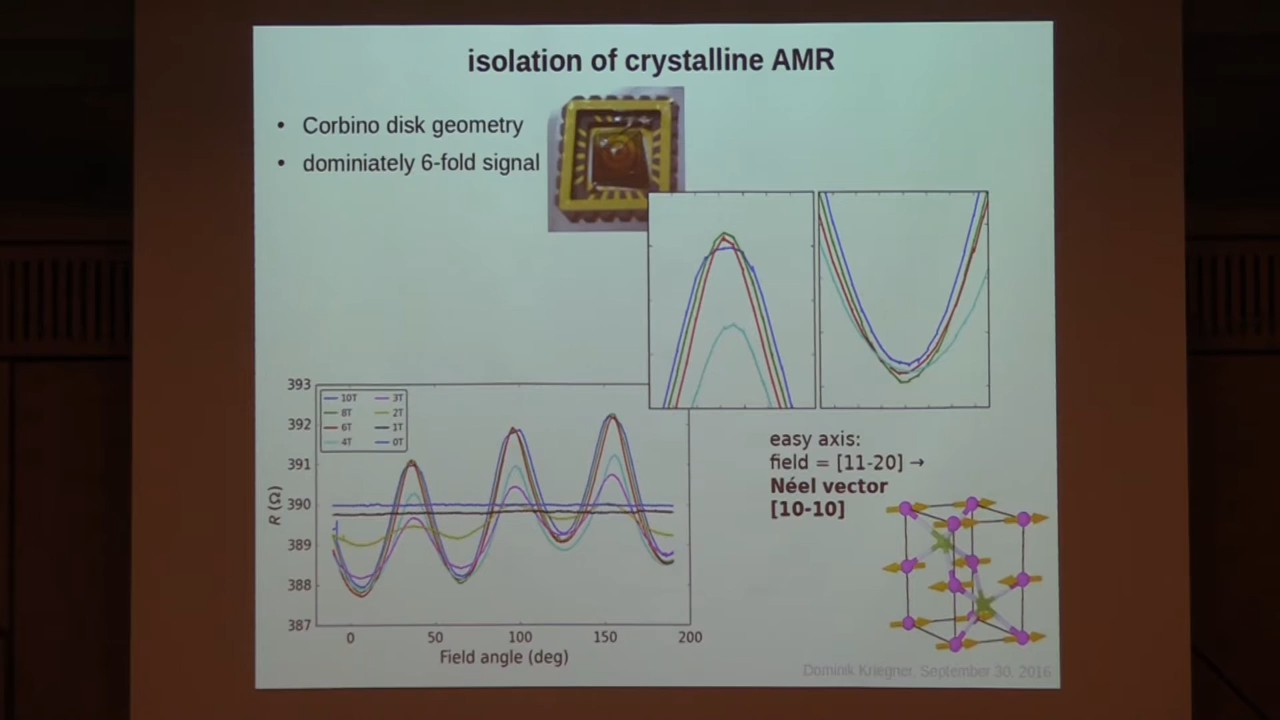 isolation of crystalline AMR
• Corbino disk geometry
• dominiately 6-fold signal
393
392
391
390
389
388
387
R (Ω)
10T 3T
8T 2T
6T 1T
4T 0T
0 50 100 150 200
Field angle (deg)
easy axis:
field = [11-20] →
Néel vector
[10-10]
Dominik Kriegner, September 30, 2016